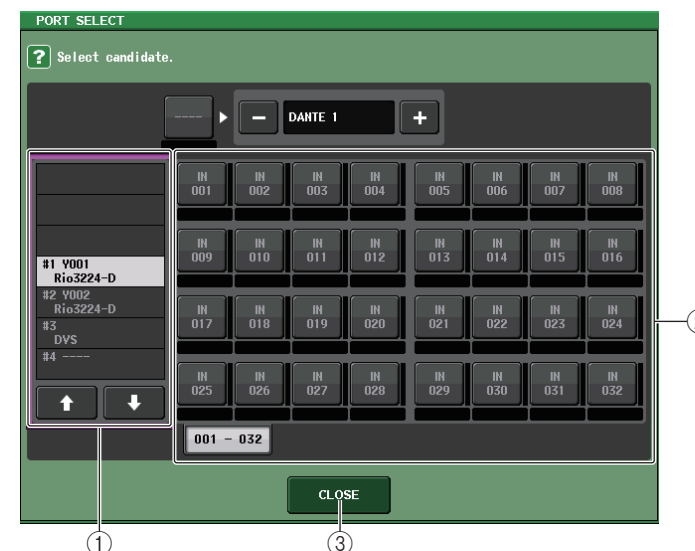 PORT SELECT
? Select candidate.
---- − DANTE 1 +
#1 Y001
Rio3224-D
#2 Y002
Rio3224-D
#3
DVS
#4 ----
IN 001 IN 002 IN 003 IN 004 IN 005 IN 006 IN 007 IN 008
IN 009 IN 010 IN 011 IN 012 IN 013 IN 014 IN 015 IN 016
IN 017 IN 018 IN 019 IN 020 IN 021 IN 022 IN 023 IN 024
IN 025 IN 026 IN 027 IN 028 IN 029 IN 030 IN 031 IN 032
001 - 032
CLOSE
① ③